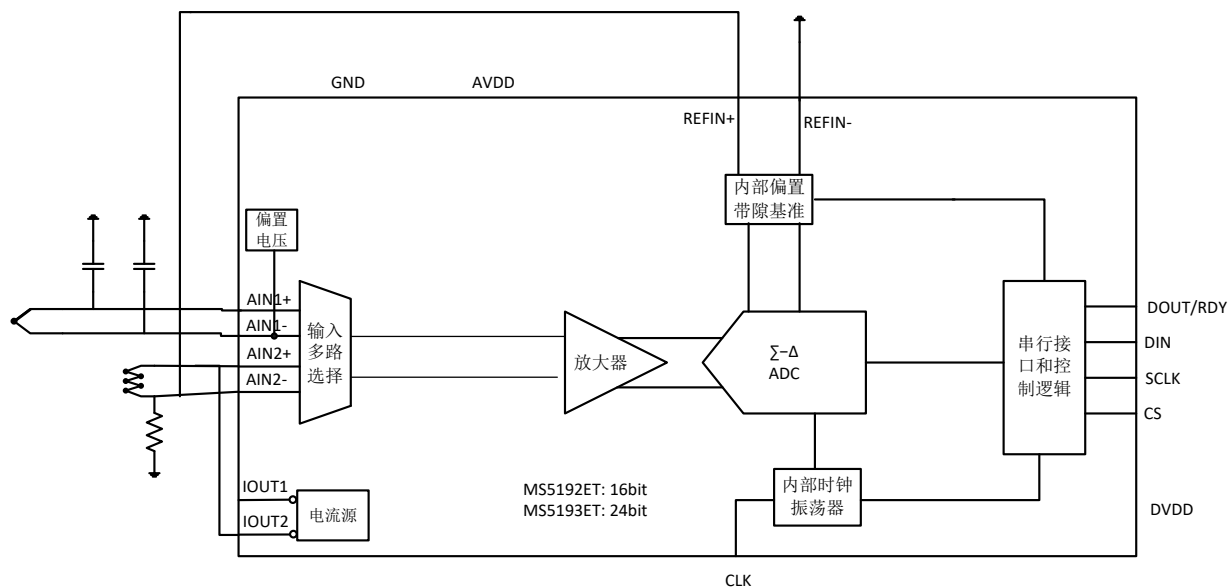 GND
AVDD
REFIN+
REFIN-
内部偏置
带隙基准
偏置
电压
AIN1+
AIN1-
AIN2+
AIN2-
输入
多路
选择
放大器
∑−Δ
ADC
串行接
口和控
制逻辑
DOUT/RDY
DIN
SCLK
CS
IOUT1
IOUT2
电流源
MS5192ET: 16bit
MS5193ET: 24bit
内部时钟
振荡器
DVDD
CLK